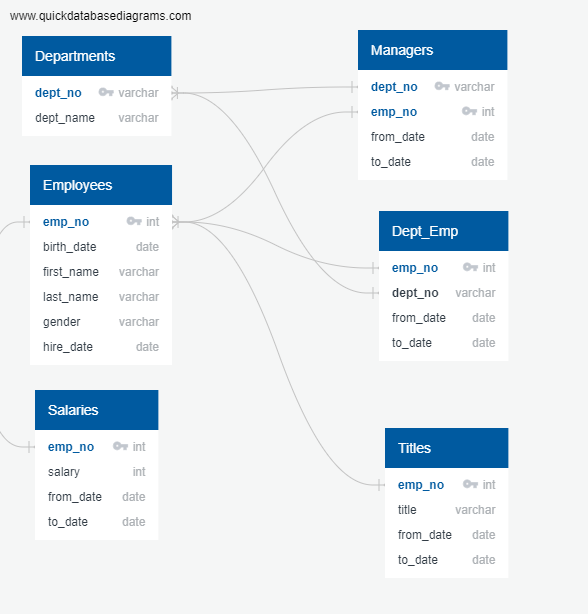 www.quickdatabasediagrams.com
Departments
dept_no varchar
dept_name varchar
Employees
emp_no int
birth_date date
first_name varchar
last_name varchar
gender varchar
hire_date date
Salaries
emp_no int
salary int
from_date date
to_date date
Managers
dept_no varchar
emp_no int
from_date date
to_date date
Dept_Emp
emp_no int
dept_no varchar
from_date date
to_date date
Titles
emp_no int
title varchar
from_date date
to_date date